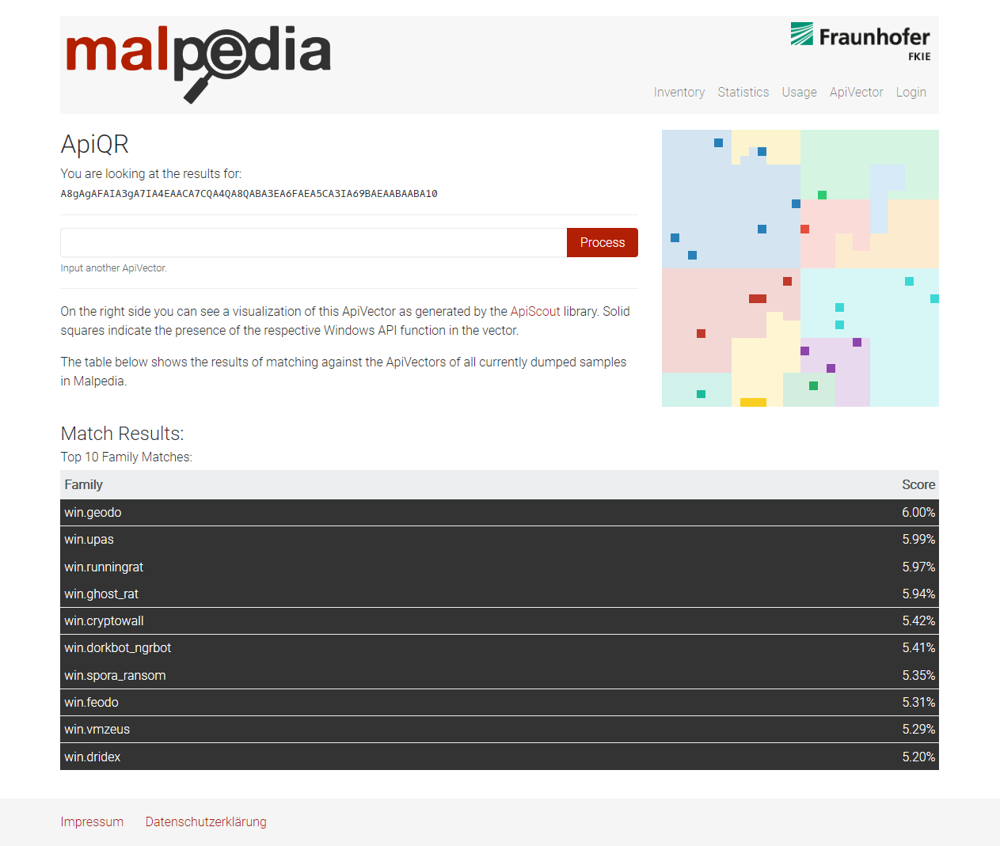 malpedia
Fraunhofer
FKIE
Inventory Statistics Usage ApiVector Login
ApiQR
You are looking at the results for:
A8gAgAFAIA3gA7IA4EAACA7CQA4QA8QABA3EA6FAEA5CA3IA69BAEAABAABA10
Process
Input another ApiVector.
On the right side you can see a visualization of this ApiVector as generated by the ApiScout library. Solid
squares indicate the presence of the respective Windows API function in the vector.
The table below shows the results of matching against the ApiVectors of all currently dumped samples
in Malpedia.
Match Results:
Top 10 Family Matches:
Family Score
win.geodo 6.00%
win.upas 5.99%
win.runningrat 5.97%
win.ghost_rat 5.94%
win.cryptowall 5.42%
win.dorkbot_ngrbot 5.41%
win.spora_ransom 5.35%
win.feodo 5.31%
win.vmzeus 5.29%
win.dridex 5.20%
Impressum Datenschutzerklärung